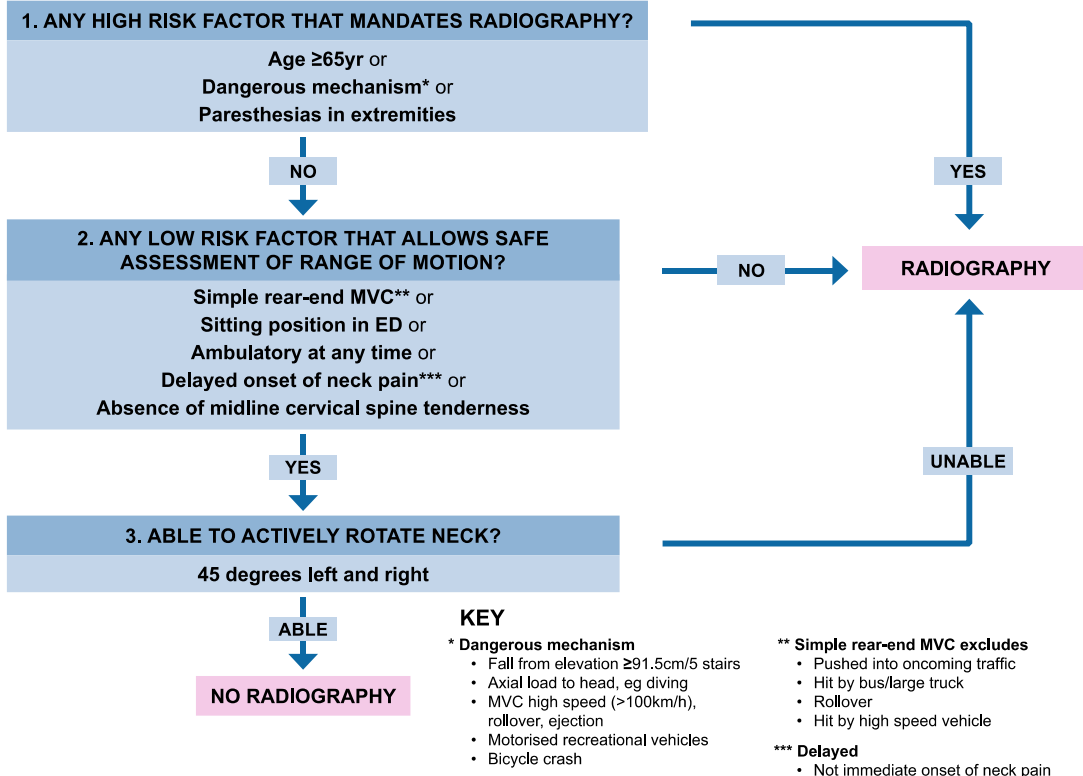 1. ANY HIGH RISK FACTOR THAT MANDATES RADIOGRAPHY?
Age ≥65yr or
Dangerous mechanism* or
Paresthesias in extremities
NO
YES
2. ANY LOW RISK FACTOR THAT ALLOWS SAFE
ASSESSMENT OF RANGE OF MOTION?
Simple rear-end MVC** or
Sitting position in ED or
Ambulatory at any time or
Delayed onset of neck pain*** or
Absence of midline cervical spine tenderness
NO
RADIOGRAPHY
YES
UNABLE
3. ABLE TO ACTIVELY ROTATE NECK?
45 degrees left and right
ABLE
NO RADIOGRAPHY
KEY
* Dangerous mechanism
• Fall from elevation ≥91.5cm/5 stairs
• Axial load to head, eg diving
• MVC high speed (>100km/h),
rollover, ejection
• Motorised recreational vehicles
• Bicycle crash
** Simple rear-end MVC excludes
• Pushed into oncoming traffic
• Hit by bus/large truck
• Rollover
• Hit by high speed vehicle
*** Delayed
• Not immediate onset of neck pain